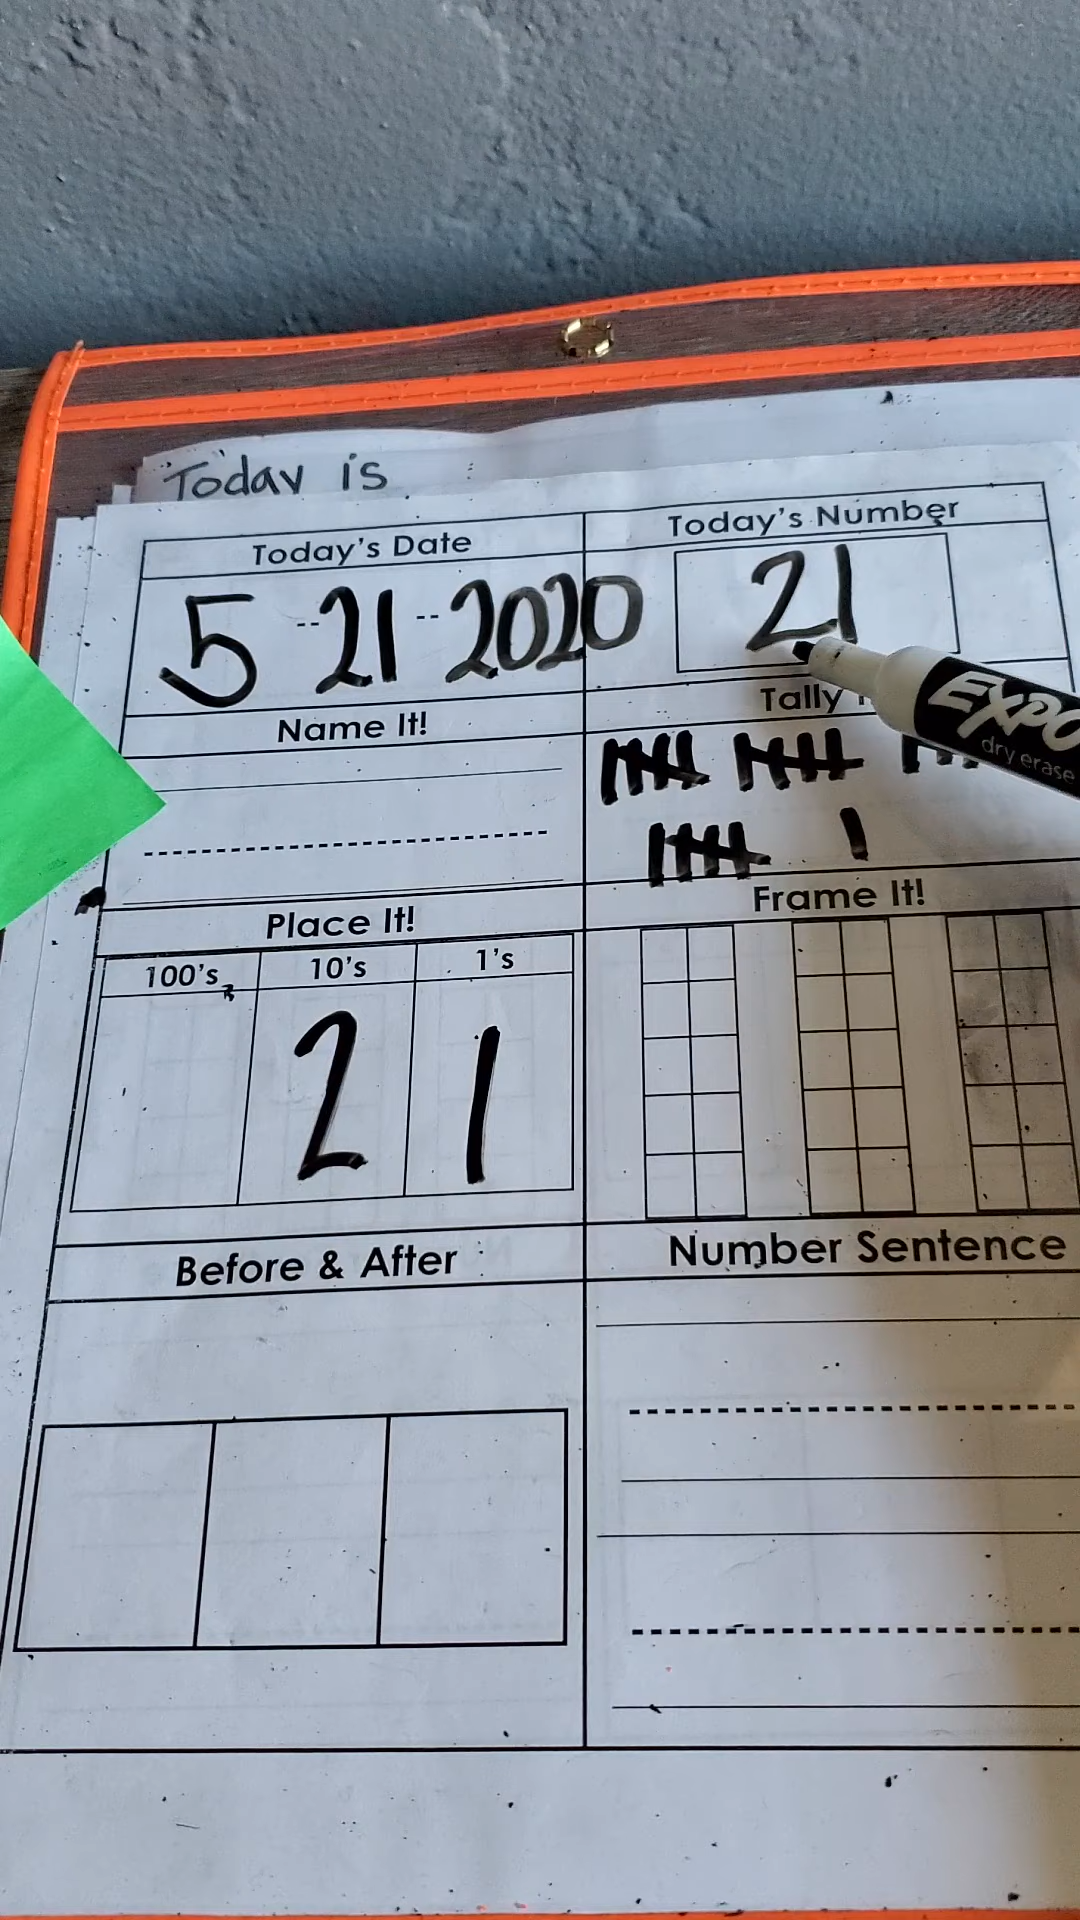 Today is
Today's Date
Today's Number
5--21--2020
21
Name It!
Tally
EXPO
dry erase
Place It!
Frame It!
100's
10's
1's
2
1
Before & After
Number Sentence